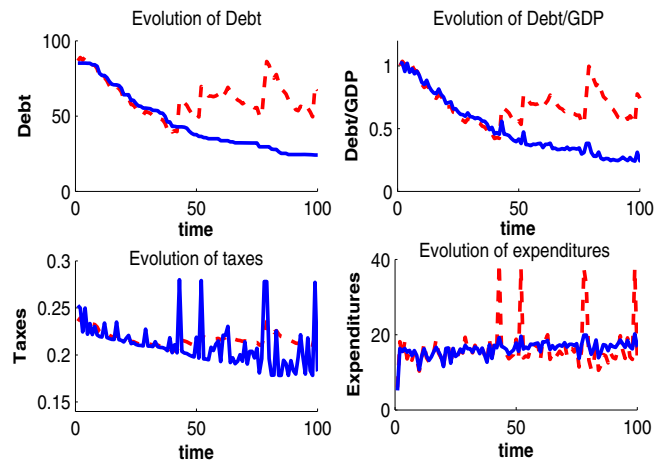 Evolution of Debt
100
50
0
Debt
0
50
100
time
Evolution of Debt/GDP
1
0.5
0
Debt/GDP
0
50
100
time
Evolution of taxes
0.3
0.25
0.2
0.15
Taxes
0
50
100
time
Evolution of expenditures
40
20
0
Expenditures
0
50
100
time